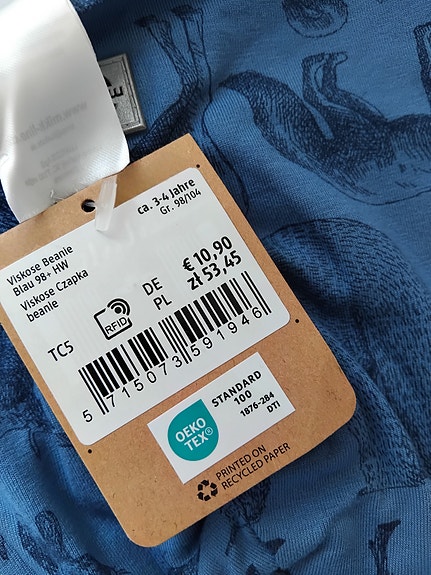 ca. 3-4 Jahre
Gr. 98/104
Viskose Beanie
Blau 98+ HW
Viskose Czapka
beanie
DE € 10,90
PL zł 53,45
TC5
RFID
5 715073 591946
OEKO
TEX®
STANDARD
100
1876-284
DTI
PRINTED ON
RECYCLED PAPER